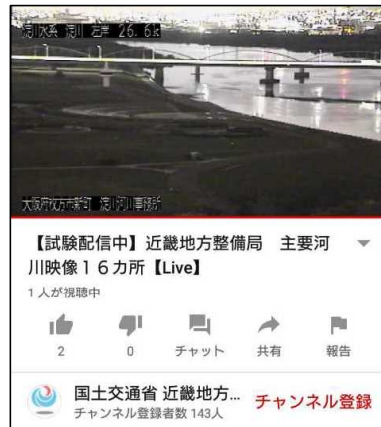 淀川水系 淀川 左岸 26.6k
大阪府枚方市新町 淀川河川事務所
【試験配信中】近畿地方整備局　主要河
川映像１６カ所【Live】
1 人が視聴中
2
0
チャット
共有
報告
国土交通省 近畿地方...
チャンネル登録者数 143人
チャンネル登録